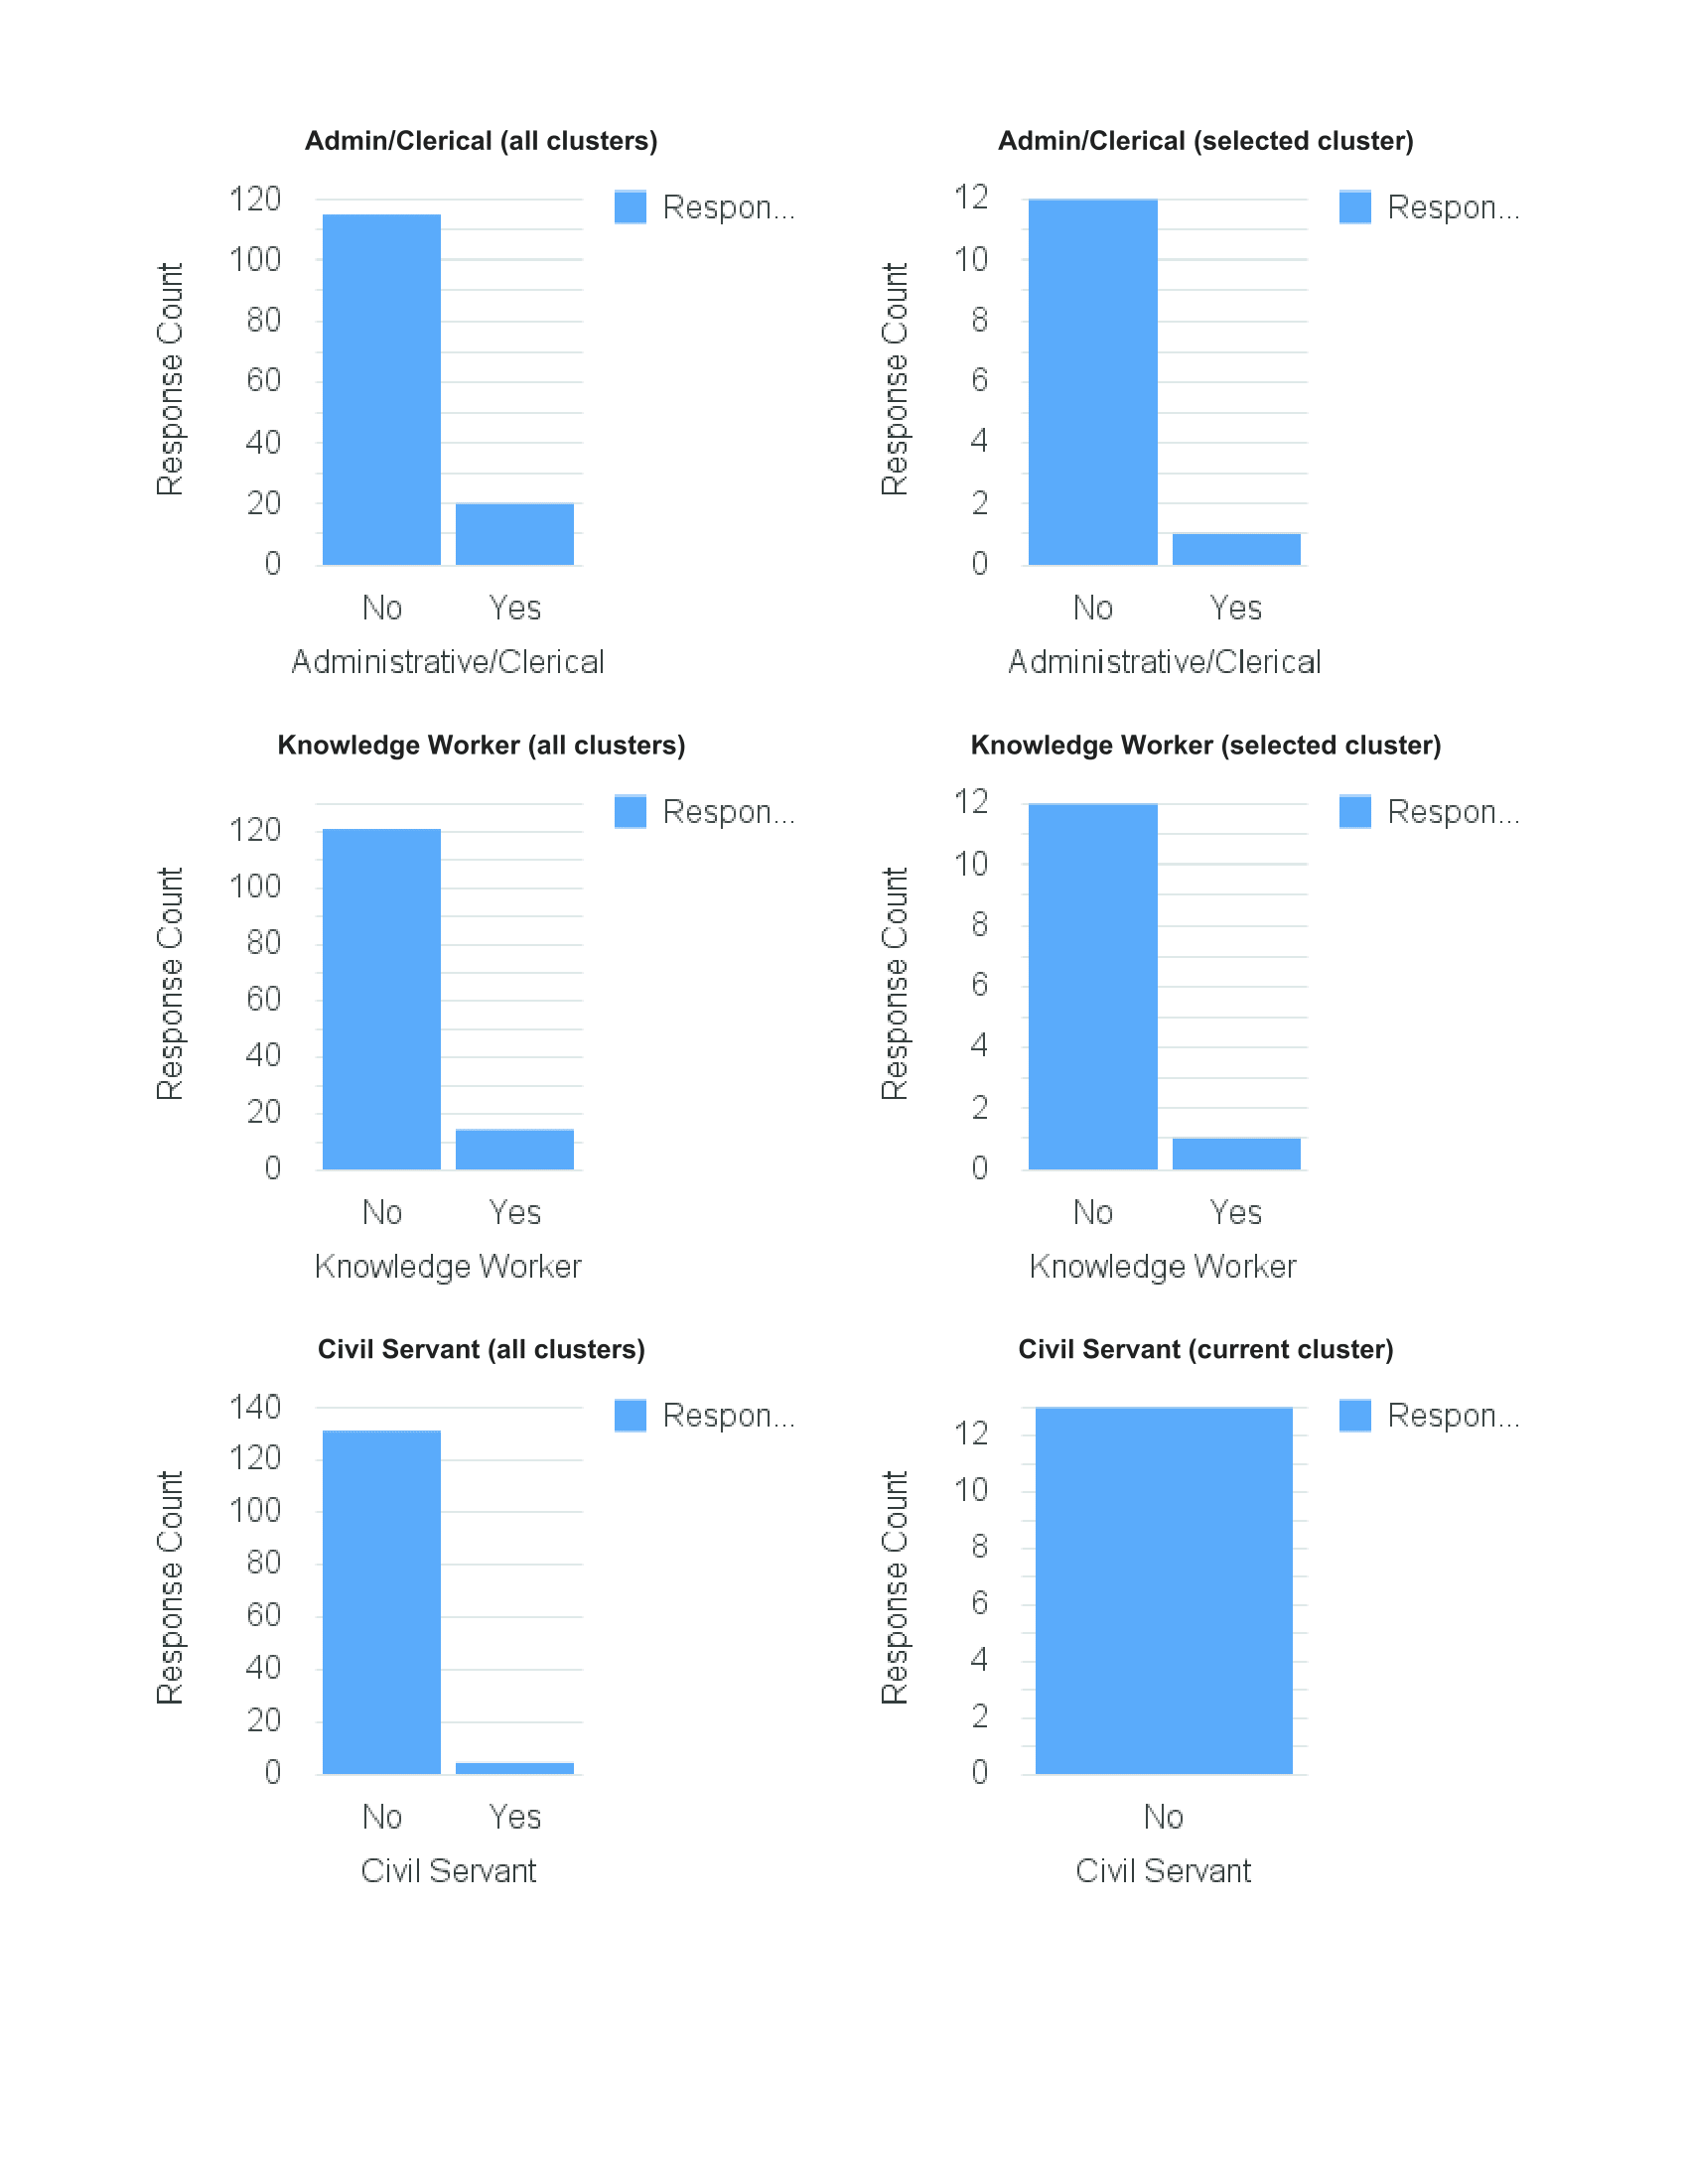 Admin/Clerical (all clusters)
120
100
80
60
40
20
0
Response Count
No
Yes
Administrative/Clerical
Respon...
Admin/Clerical (selected cluster)
12
10
8
6
4
2
0
Response Count
No
Yes
Administrative/Clerical
Respon...
Knowledge Worker (all clusters)
120
100
80
60
40
20
0
Response Count
No
Yes
Knowledge Worker
Respon...
Knowledge Worker (selected cluster)
12
10
8
6
4
2
0
Response Count
No
Yes
Knowledge Worker
Respon...
Civil Servant (all clusters)
140
120
100
80
60
40
20
0
Response Count
No
Yes
Civil Servant
Respon...
Civil Servant (current cluster)
12
10
8
6
4
2
0
Response Count
No
Civil Servant
Respon...